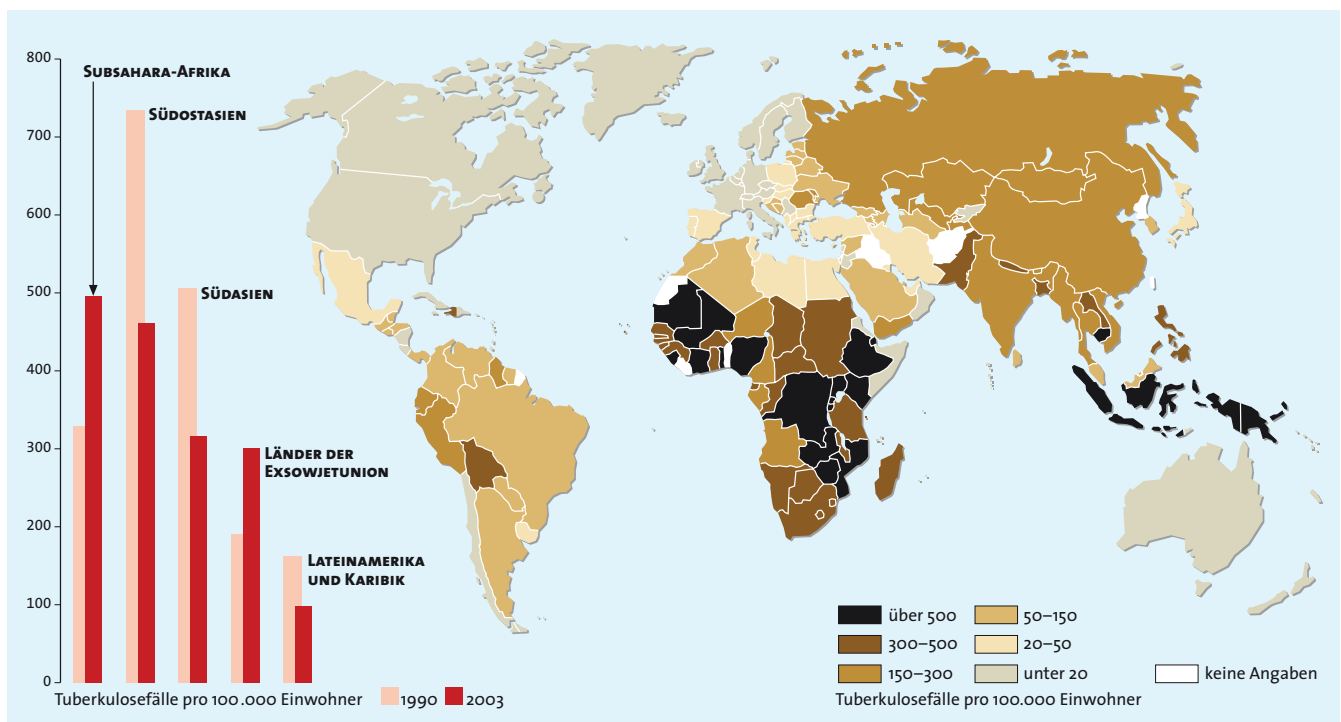 800
700
600
500
400
300
200
100
0
SUBSAHARA-AFRIKA
SÜDOSTASIEN
SÜDASIEN
LÄNDER DER
EXSOWJETUNION
LATEINAMERIKA
UND KARIBIK
Tuberkulosefälle pro 100.000 Einwohner 1990 2003
über 500
300–500
150–300
50–150
20–50
unter 20
keine Angaben
Tuberkulosefälle pro 100.000 Einwohner